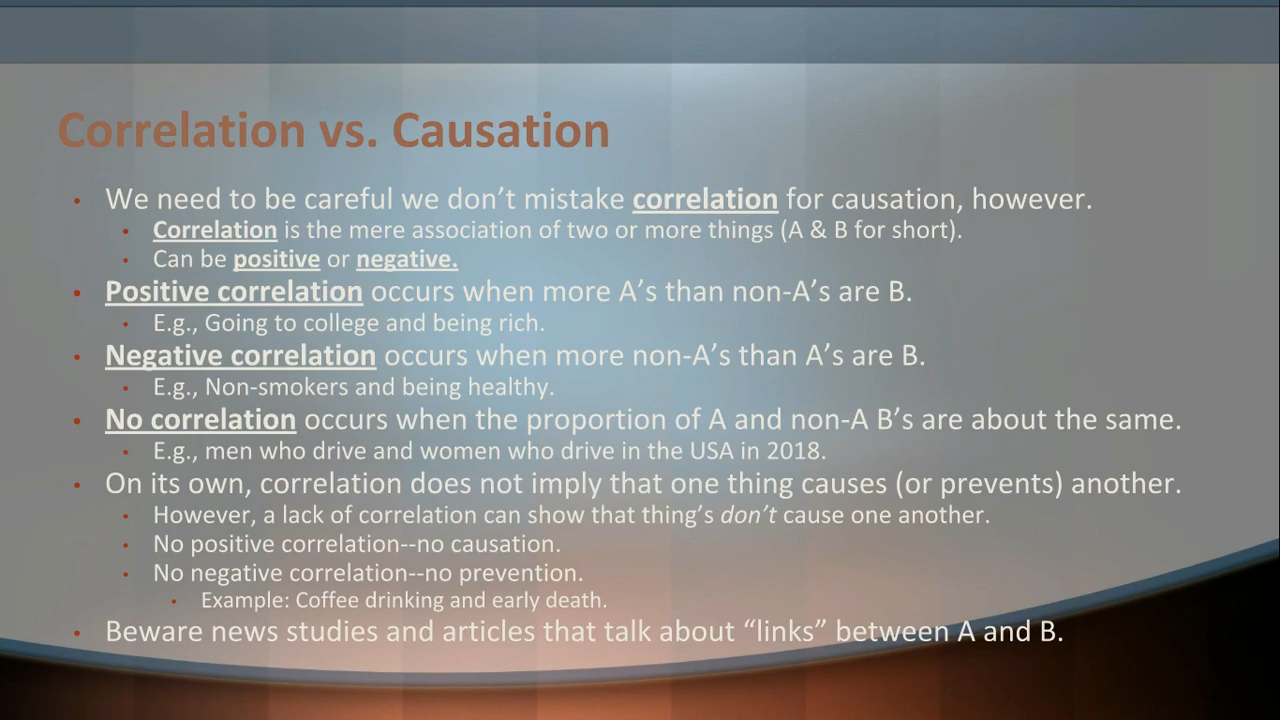 Correlation vs. Causation
• We need to be careful we don’t mistake correlation for causation, however.
• Correlation is the mere association of two or more things (A & B for short).
• Can be positive or negative.
• Positive correlation occurs when more A’s than non-A’s are B.
• E.g., Going to college and being rich.
• Negative correlation occurs when more non-A’s than A’s are B.
• E.g., Non-smokers and being healthy.
• No correlation occurs when the proportion of A and non-A B’s are about the same.
• E.g., men who drive and women who drive in the USA in 2018.
• On its own, correlation does not imply that one thing causes (or prevents) another.
• However, a lack of correlation can show that thing’s don’t cause one another.
• No positive correlation--no causation.
• No negative correlation--no prevention.
• Example: Coffee drinking and early death.
• Beware news studies and articles that talk about “links” between A and B.